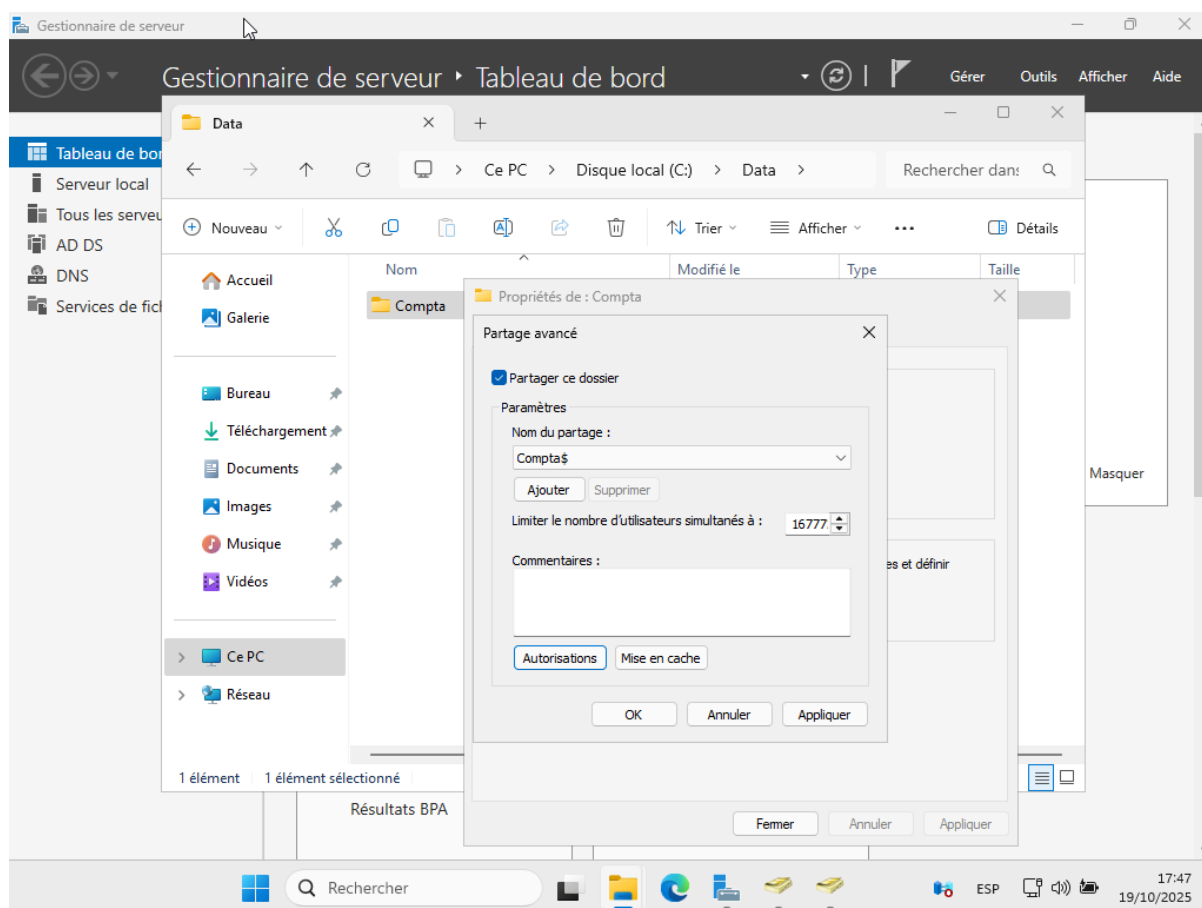 Gestionnaire de serveur
Gestionnaire de serveur Tableau de bord
Gérer Outils Afficher Aide
Tableau de bor
Serveur local
Tous les serveu
AD DS
DNS
Services de fich
Data
Ce PC > Disque local (C:) > Data >
Rechercher dans
Nouveau
Trier
Afficher
Détails
Accueil
Galerie
Bureau
Téléchargement
Documents
Images
Musique
Vidéos
Ce PC
Réseau
Nom Modifié le Type Taille
Compta
Propriétés de : Compta
Partage avancé
Partager ce dossier
Paramètres
Nom du partage :
Compta$
Ajouter Supprimer
Limiter le nombre d'utilisateurs simultanés à : 16777
Commentaires :
Autorisations Mise en cache
OK Annuler Appliquer
es et définir
Fermer Annuler Appliquer
Masquer
1 élément 1 élément sélectionné
Résultats BPA
Rechercher
ESP
17:47
19/10/2025